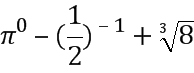 π⁰ − (1/2)⁻¹ + ∛8